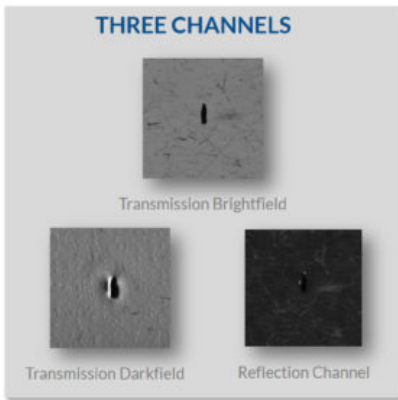 THREE CHANNELS
Transmission Brightfield
Transmission Darkfield
Reflection Channel